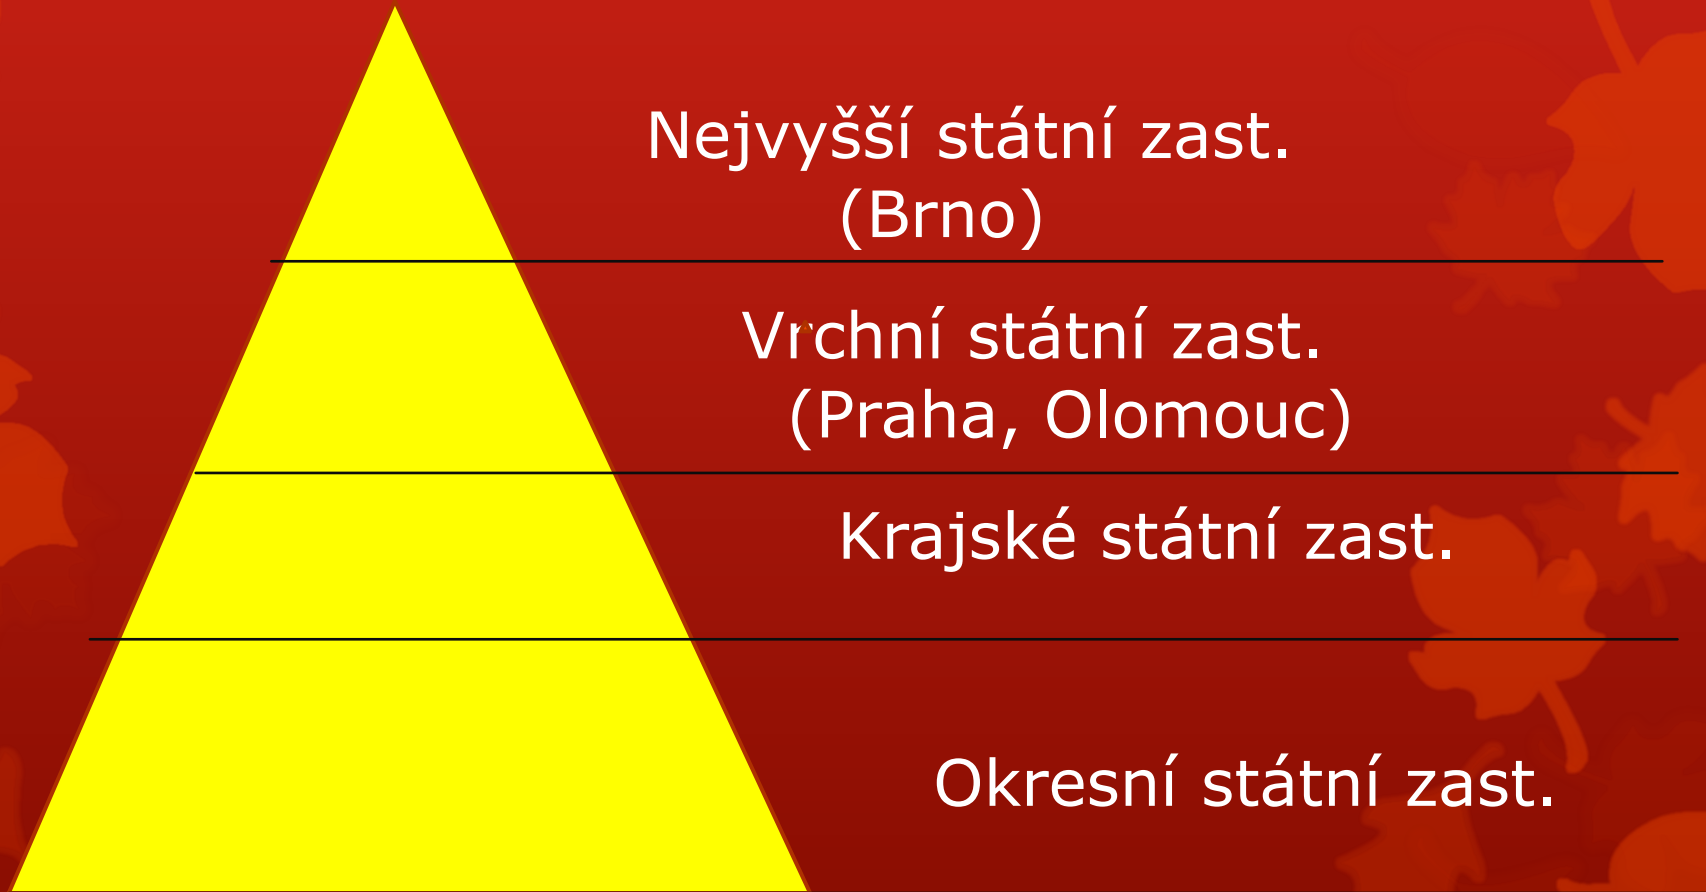 Nejvyšší státní zast.
(Brno)
Vrchní státní zast.
(Praha, Olomouc)
Krajské státní zast.
Okresní státní zast.